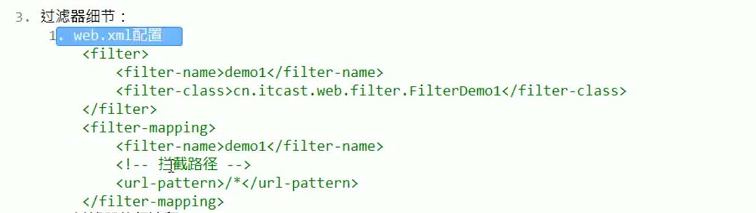 3. 过滤器细节：
1. web.xml配置
<filter>
<filter-name>demo1</filter-name>
<filter-class>cn.itcast.web.filter.FilterDemo1</filter-class>
</filter>
<filter-mapping>
<filter-name>demo1</filter-name>
<!-- 拦截路径 -->
<url-pattern>/*</url-pattern>
</filter-mapping>